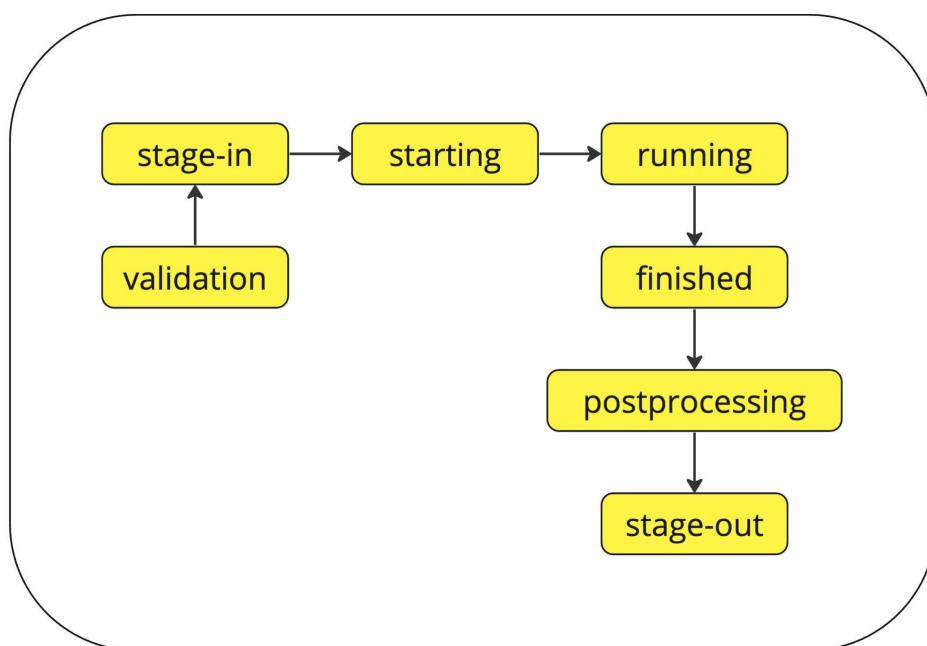 stage-in
starting
running
validation
finished
postprocessing
stage-out